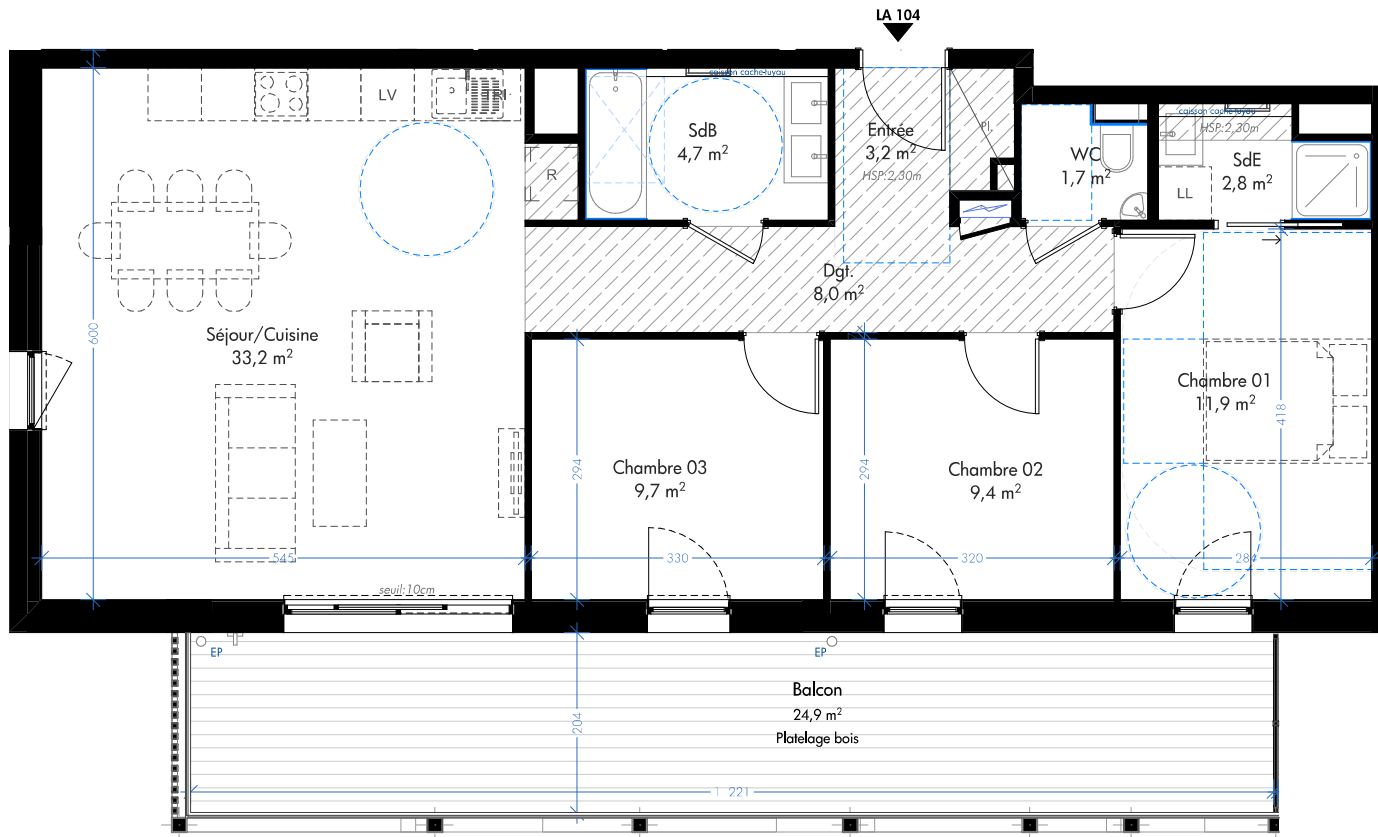 LA 104
caisson cache-tuyau
LV
TRI
SdB
4,7 m²
Entrée
3,2 m²
HSP:2,30m
Pl.
WC
1,7 m²
caisson cache-tuyau
HSP:2,30m
SdE
2,8 m²
LL
R
Dgt.
8,0 m²
Séjour/Cuisine
33,2 m²
600
Chambre 01
11,9 m²
418
Chambre 03
9,7 m²
294
Chambre 02
9,4 m²
294
545
330
320
284
seuil:10cm
EP
EP
Balcon
24,9 m²
Platelage bois
204
1 221